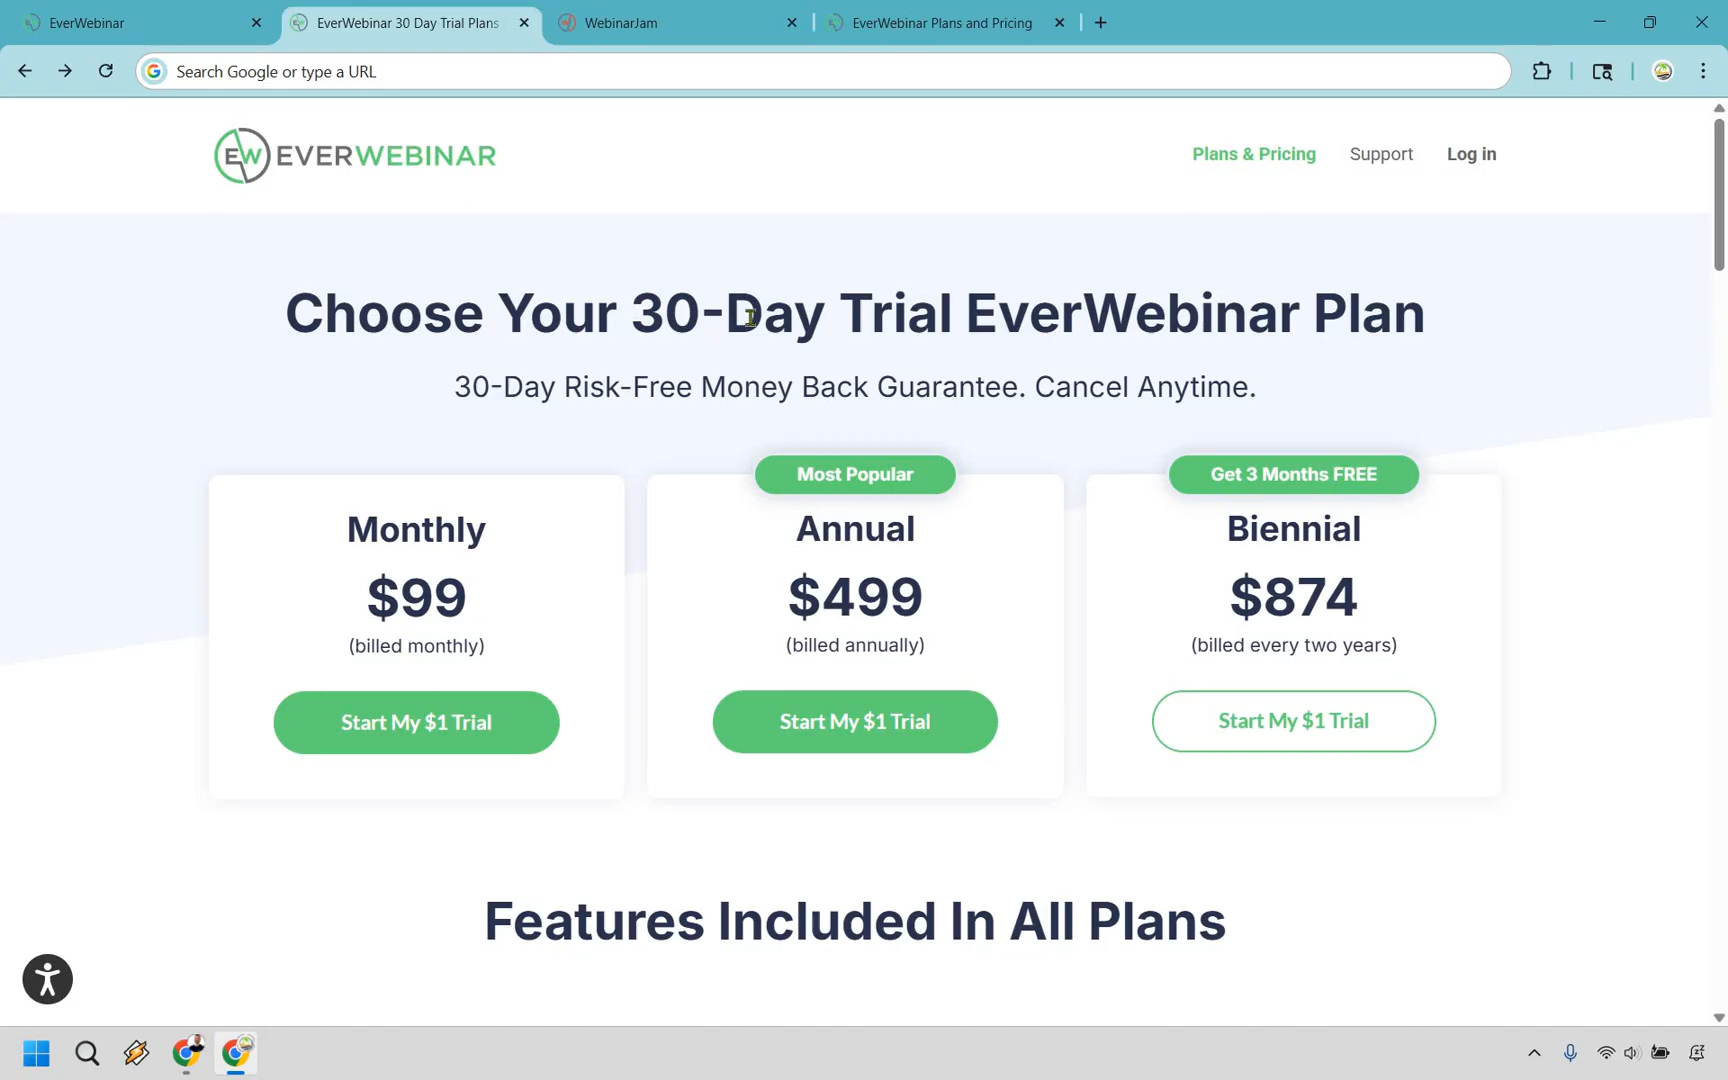 EverWebinar
EverWebinar 30 Day Trial Plans
WebinarJam
EverWebinar Plans and Pricing
Search Google or type a URL
EW EVERWEBINAR
Plans & Pricing
Support
Log in
Choose Your 30-Day Trial EverWebinar Plan
30-Day Risk-Free Money Back Guarantee. Cancel Anytime.
Monthly
$99
(billed monthly)
Start My $1 Trial
Most Popular
Annual
$499
(billed annually)
Start My $1 Trial
Get 3 Months FREE
Biennial
$874
(billed every two years)
Start My $1 Trial
Features Included In All Plans